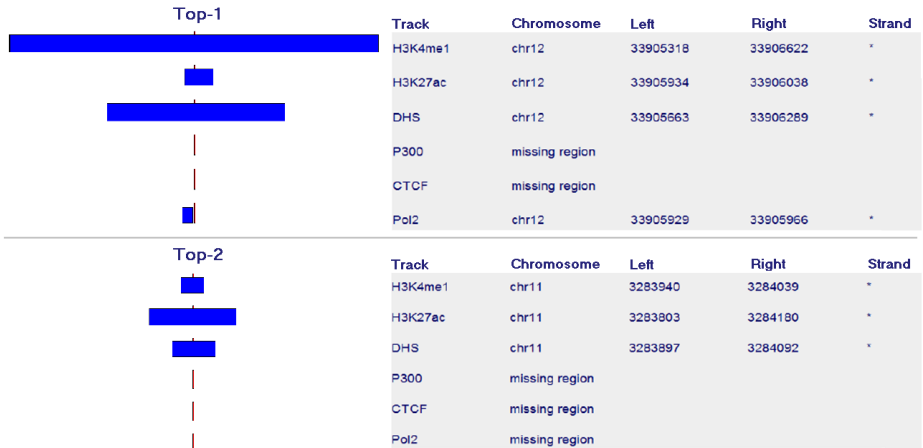 Top-1
Track Chromosome Left Right Strand
H3K4me1 chr12 33905318 33906622 *
H3K27ac chr12 33905934 33906038 *
DHS chr12 33905663 33906289 *
P300 missing region
CTCF missing region
Pol2 chr12 33905929 33905966 *
Top-2
Track Chromosome Left Right Strand
H3K4me1 chr11 3283940 3284039 *
H3K27ac chr11 3283803 3284180 *
DHS chr11 3283897 3284092 *
P300 missing region
CTCF missing region
Pol2 missing region